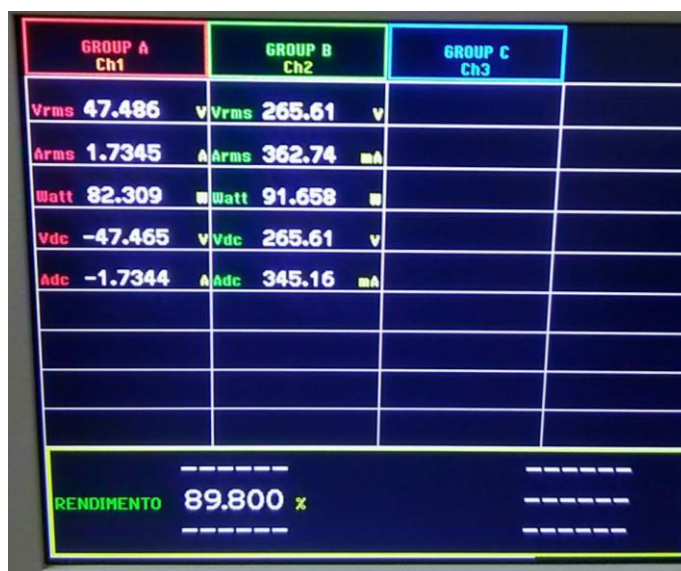 GROUP A GROUP B GROUP C
Ch1 Ch2 Ch3
Vrms 47.486 V Vrms 265.61 V
Arms 1.7345 A Arms 362.74 mA
Watt 82.309 W Watt 91.658 W
Vdc -47.465 V Vdc 265.61 V
Adc -1.7344 A Adc 345.16 mA
------ ------
RENDIMENTO 89.800 % ------
------ ------